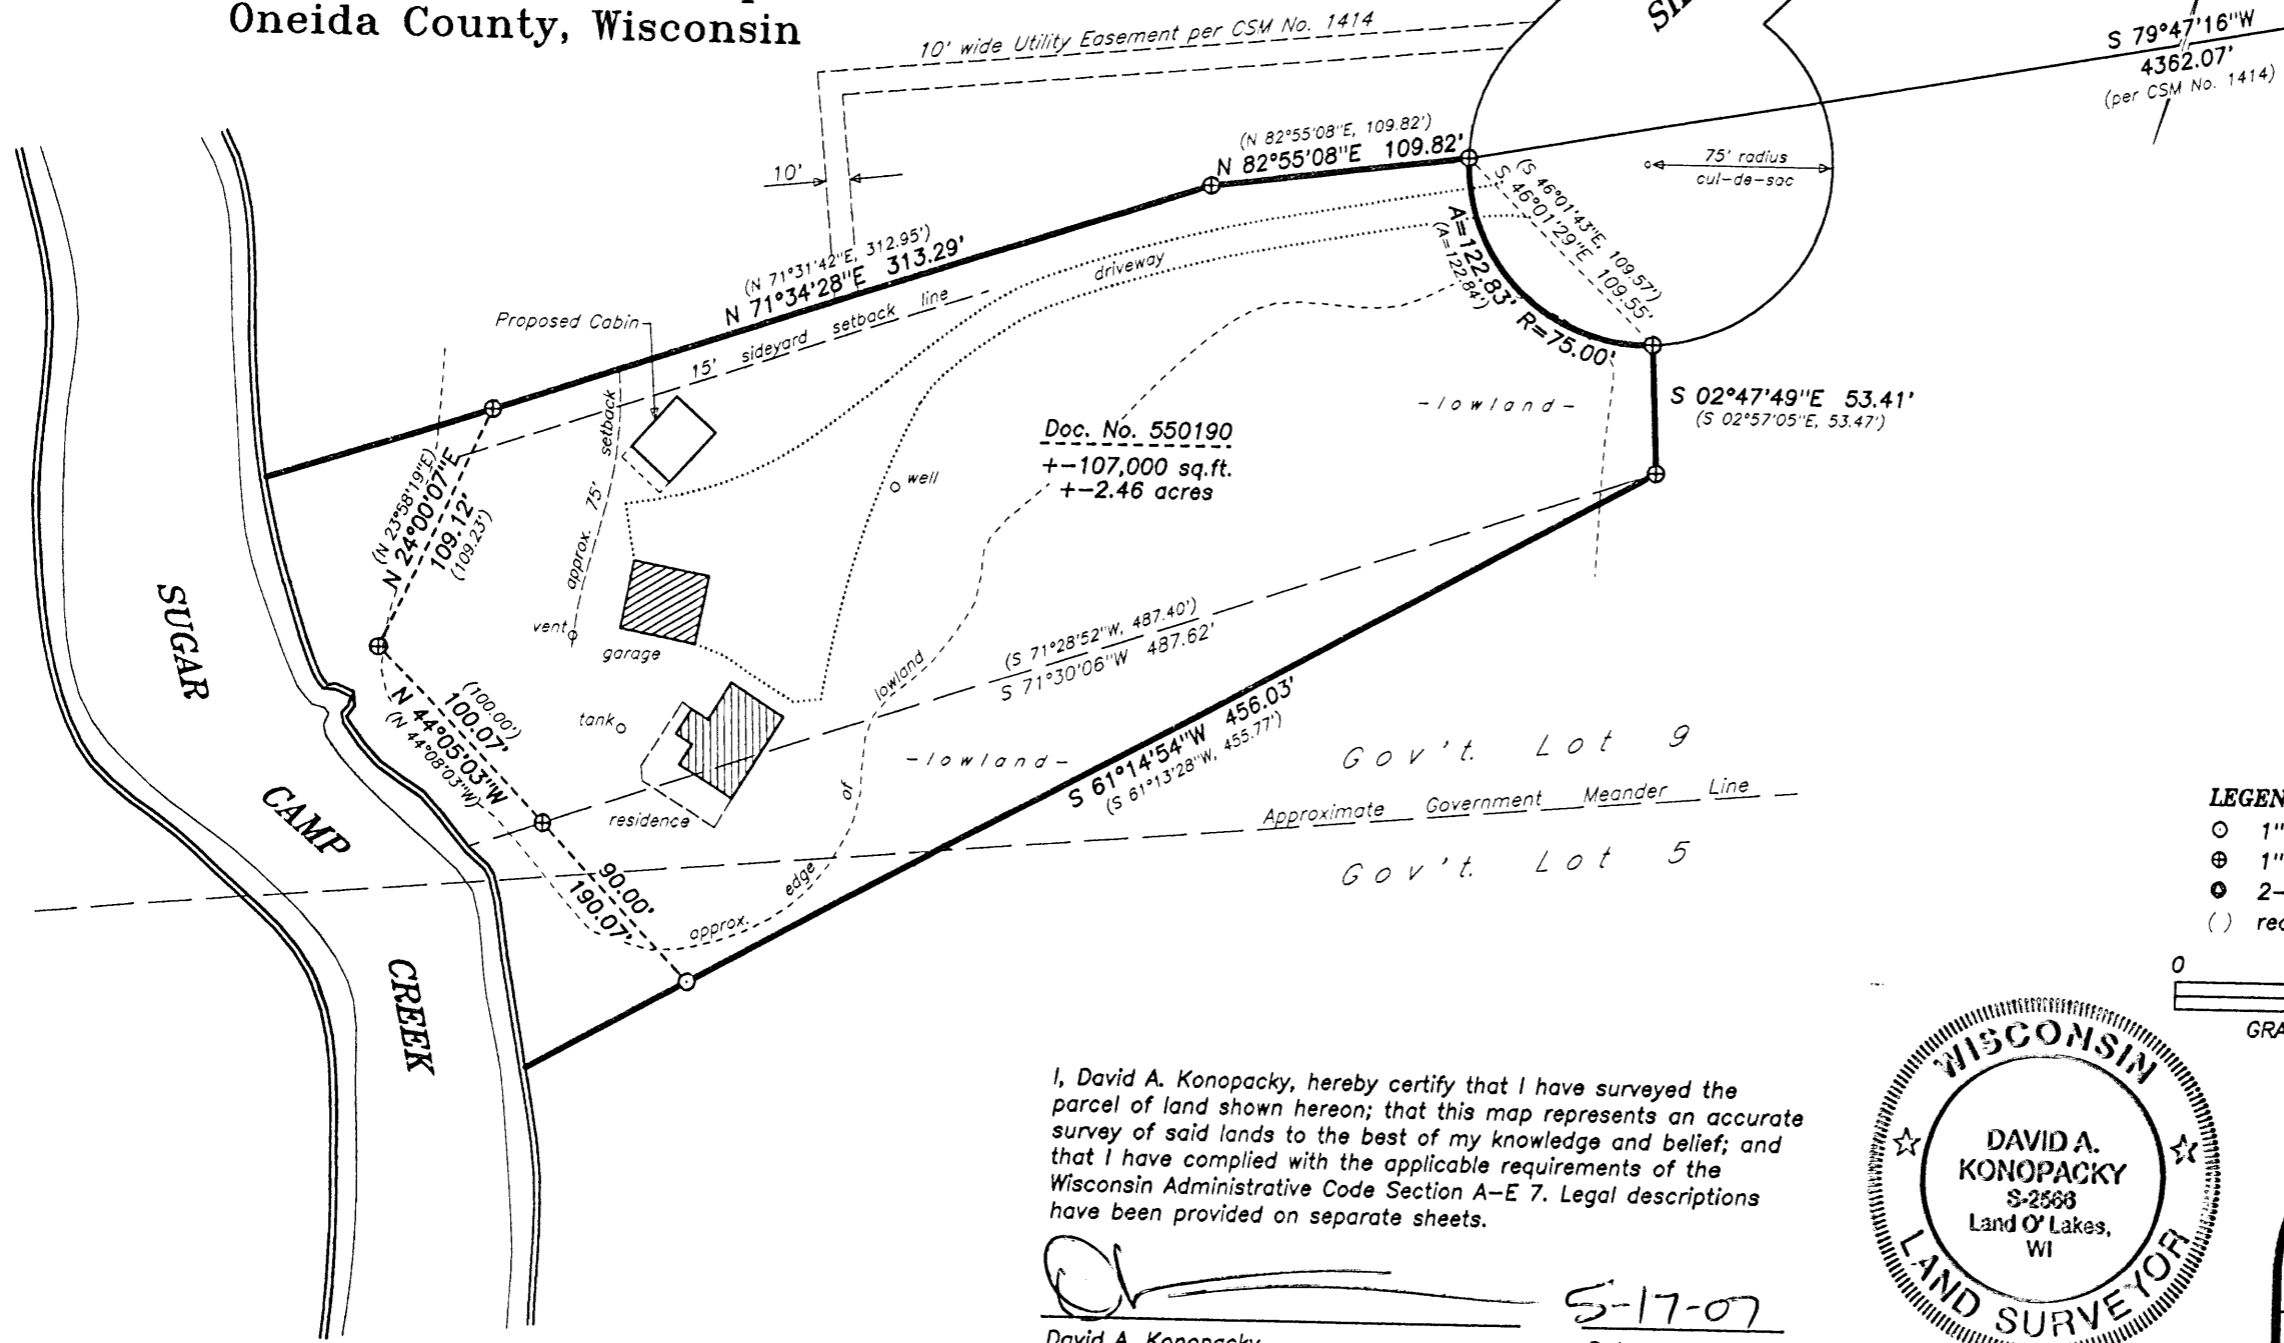 Oneida County, Wisconsin
10' wide Utility Easement per CSM No. 1414
S 79°47'16"W
4362.07'
(per CSM No. 1414)
(N 82°55'08"E, 109.82')
N 82°55'08"E 109.82'
75' radius
cul-de-sac
10'
(S 46°01'43"E, 109.57')
S 46°01'29"E 109.55'
A=122.83' R=75.00'
(A=122.84')
(N 71°31'42"E, 312.95')
N 71°34'28"E 313.29'
driveway
15' sideyard setback line
Proposed Cabin
approx. 75' setback
S 02°47'49"E 53.41'
(S 02°57'05"E, 53.47')
-lowland-
Doc. No. 550190
+-107,000 sq.ft.
+-2.46 acres
well
(N 23°58'19"E)
N 24°00'07"E
109.12'
(109.23')
vent
garage
tank
residence
(S 71°28'52"W, 487.40')
S 71°30'06"W 487.62'
(100.00')
100.07'
N 44°05'03"W
(N 44°08'03"W)
90.00'
190.07'
approx. edge of lowland
-lowland-
S 61°14'54"W 456.03'
(S 61°13'28"W, 455.77')
Gov't. Lot 9
Approximate Government Meander Line
Gov't. Lot 5
SUGAR
CAMP
CREEK
LEGEN
1"
1"
2-
( ) rec
0
GRA
I, David A. Konopacky, hereby certify that I have surveyed the
parcel of land shown hereon; that this map represents an accurate
survey of said lands to the best of my knowledge and belief; and
that I have complied with the applicable requirements of the
Wisconsin Administrative Code Section A-E 7. Legal descriptions
have been provided on separate sheets.
5-17-07
David A. Konopacky
WISCONSIN
DAVID A.
KONOPACKY
S-2566
Land O' Lakes,
WI
LAND SURVEYOR